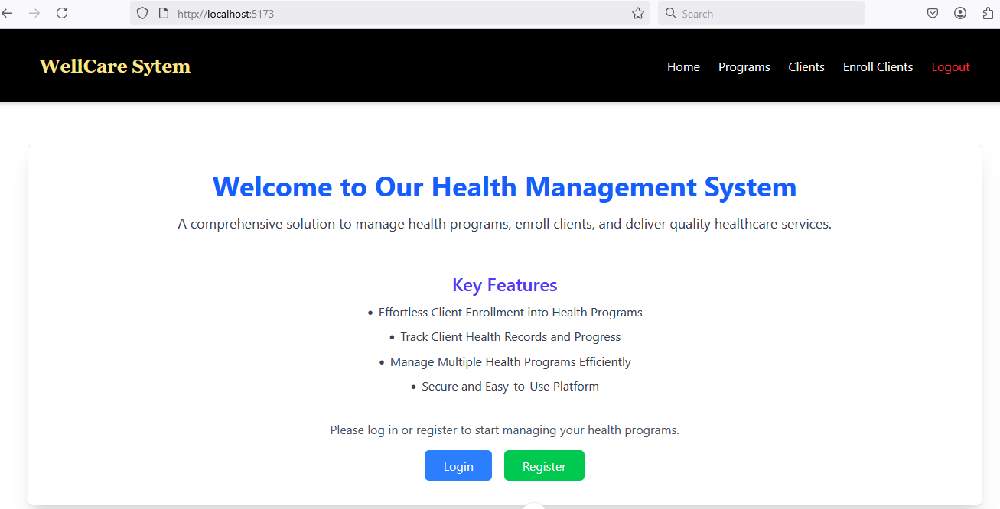 http://localhost:5173
Search
WellCare Sytem
Home Programs Clients Enroll Clients Logout
Welcome to Our Health Management System
A comprehensive solution to manage health programs, enroll clients, and deliver quality healthcare services.
Key Features
• Effortless Client Enrollment into Health Programs
• Track Client Health Records and Progress
• Manage Multiple Health Programs Efficiently
• Secure and Easy-to-Use Platform
Please log in or register to start managing your health programs.
Login Register